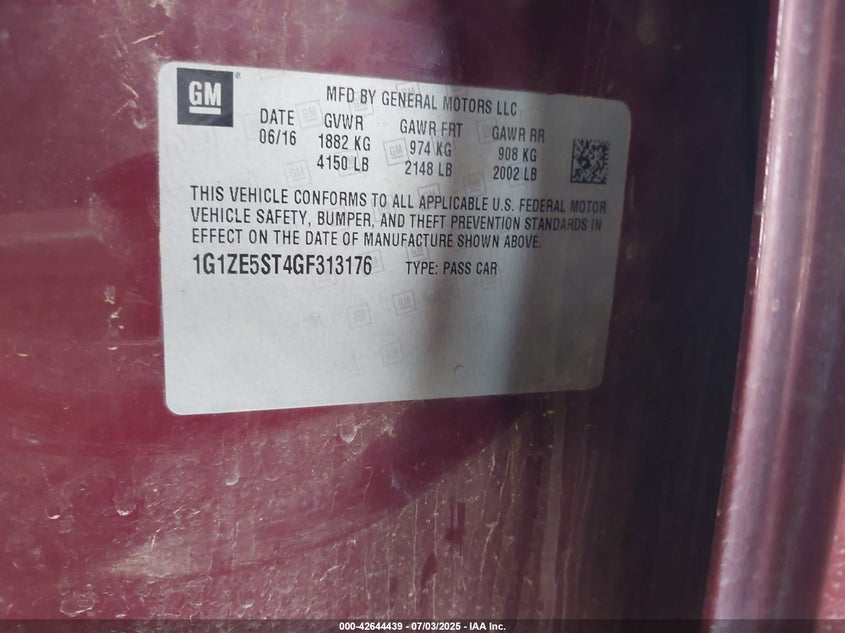 GM
MFD BY GENERAL MOTORS LLC
DATE GVWR GAWR FRT GAWR RR
06/16 1882 KG 974 KG 908 KG
4150 LB 2148 LB 2002 LB
THIS VEHICLE CONFORMS TO ALL APPLICABLE U.S. FEDERAL MOTOR
VEHICLE SAFETY, BUMPER, AND THEFT PREVENTION STANDARDS IN
EFFECT ON THE DATE OF MANUFACTURE SHOWN ABOVE.
1G1ZE5ST4GF313176 TYPE: PASS CAR
000-42644439 - 07/03/2025 - IAA Inc.